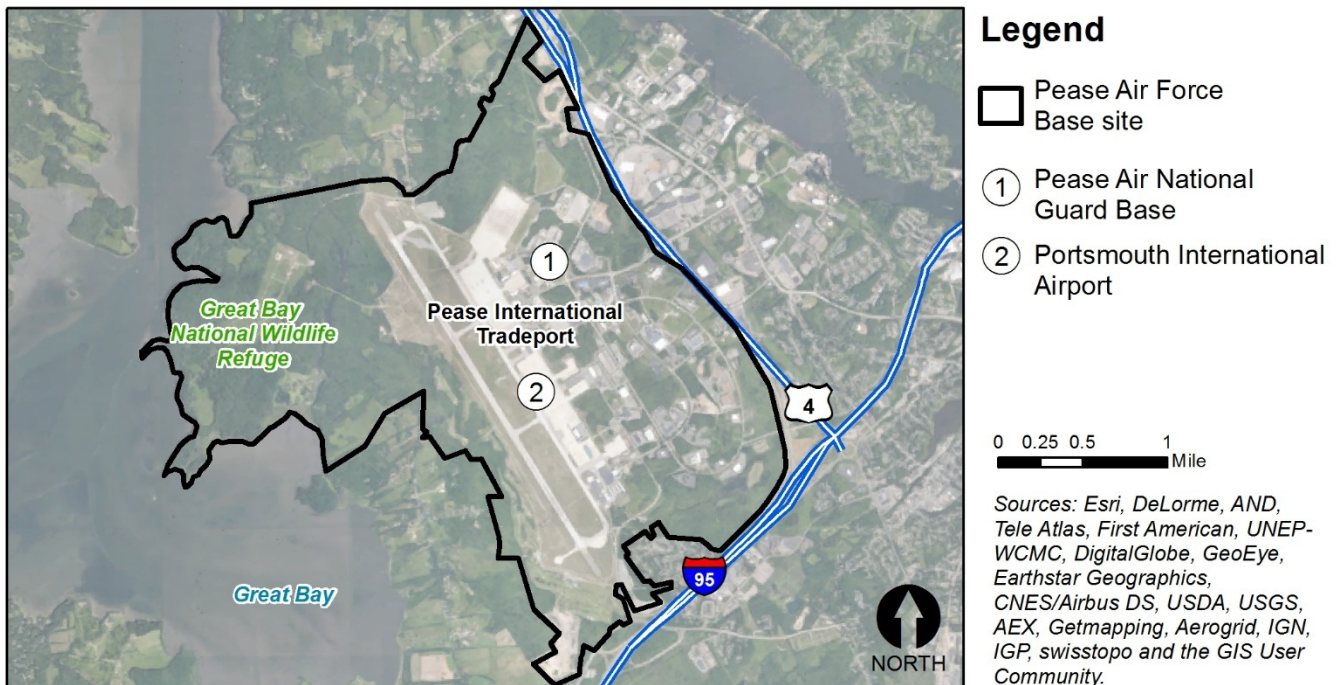 Great Bay
National Wildlife
Refuge
1
Pease International
Tradeport
2
4
95
Great Bay
NORTH
Legend
Pease Air Force
Base site
1 Pease Air National
Guard Base
2 Portsmouth International
Airport
0 0.25 0.5 1
Mile
Sources: Esri, DeLorme, AND,
Tele Atlas, First American, UNEP-
WCMC, DigitalGlobe, GeoEye,
Earthstar Geographics,
CNES/Airbus DS, USDA, USGS,
AEX, Getmapping, Aerogrid, IGN,
IGP, swisstopo and the GIS User
Community.